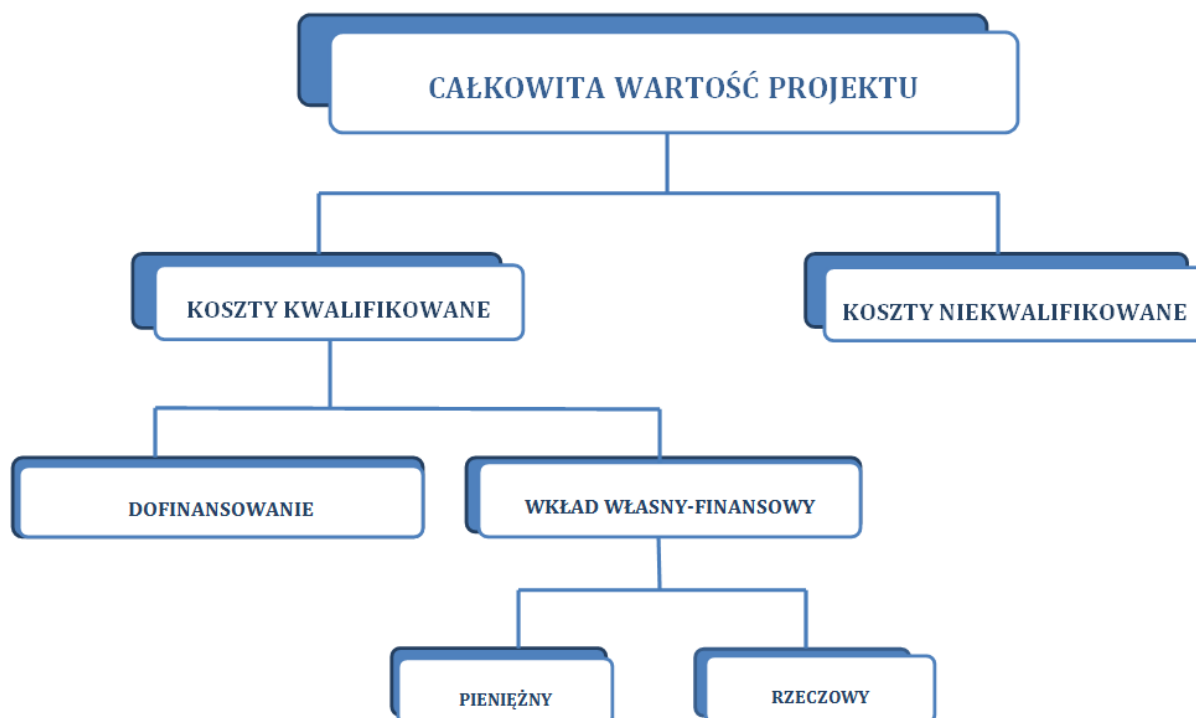 CAŁKOWITA WARTOŚĆ PROJEKTU
KOSZTY KWALIFIKOWANE
KOSZTY NIEKWALIFIKOWANE
DOFINANSOWANIE
WKŁAD WŁASNY-FINANSOWY
PIENIĘŻNY
RZECZOWY